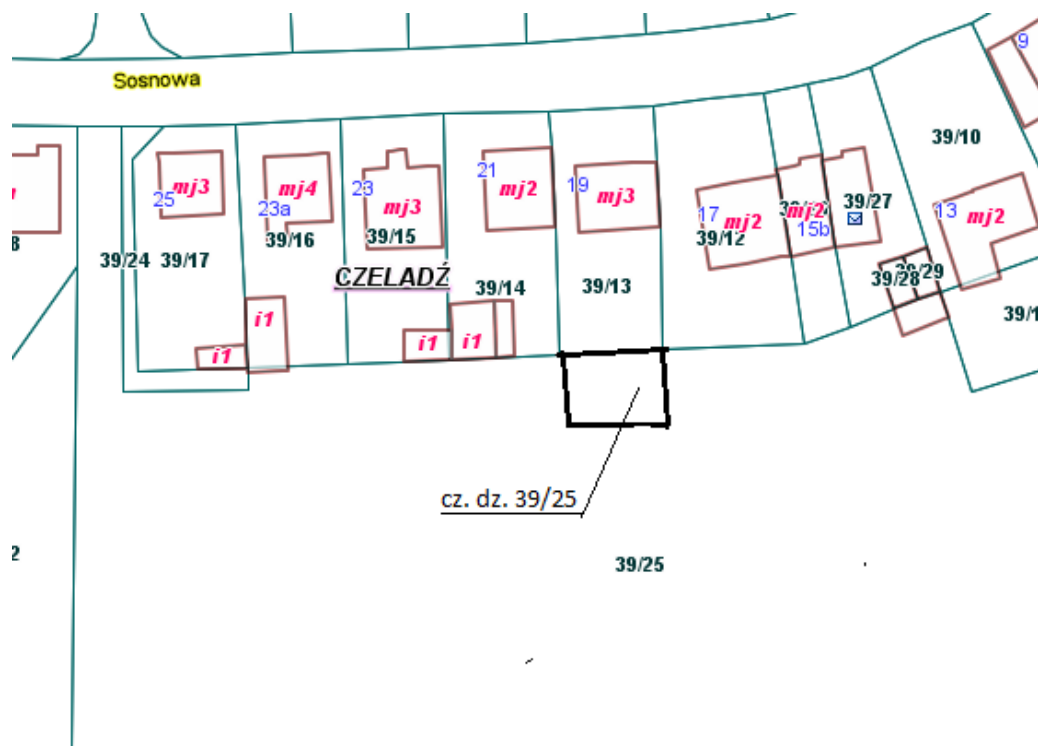 Sosnowa
9
39/10
25
mj3
23a
mj4
23
mj3
21
mj2
19
mj3
17
mj2
mj2
15b
39/27
13
mj2
39/24
39/17
39/16
39/15
39/12
CZELADŹ
39/14
39/13
39/28
39/29
i1
i1
i1
i1
cz. dz. 39/25
39/25